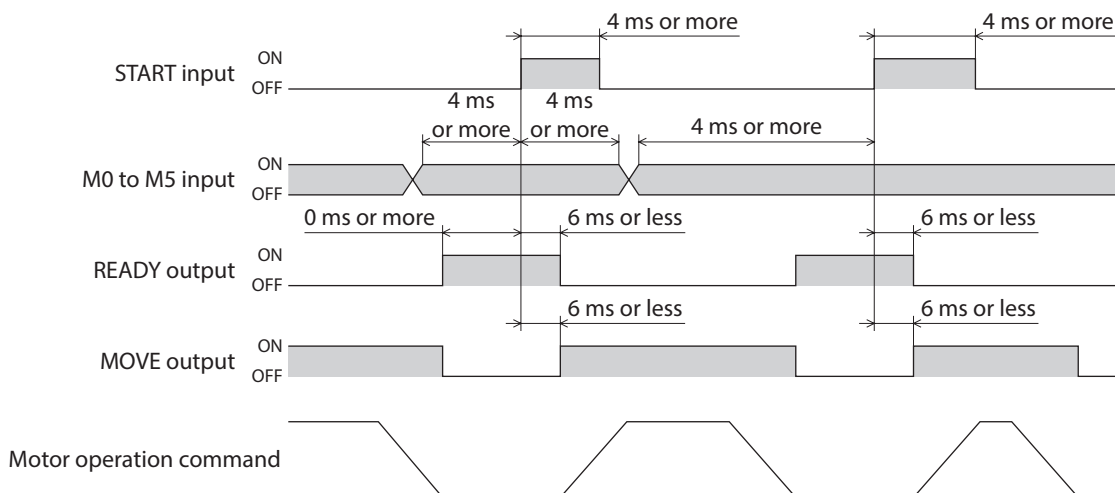 4 ms or more
4 ms or more
START input
ON
OFF
4 ms
or more
4 ms
or more
4 ms or more
M0 to M5 input
ON
OFF
0 ms or more
6 ms or less
6 ms or less
READY output
ON
OFF
6 ms or less
6 ms or less
MOVE output
ON
OFF
Motor operation command